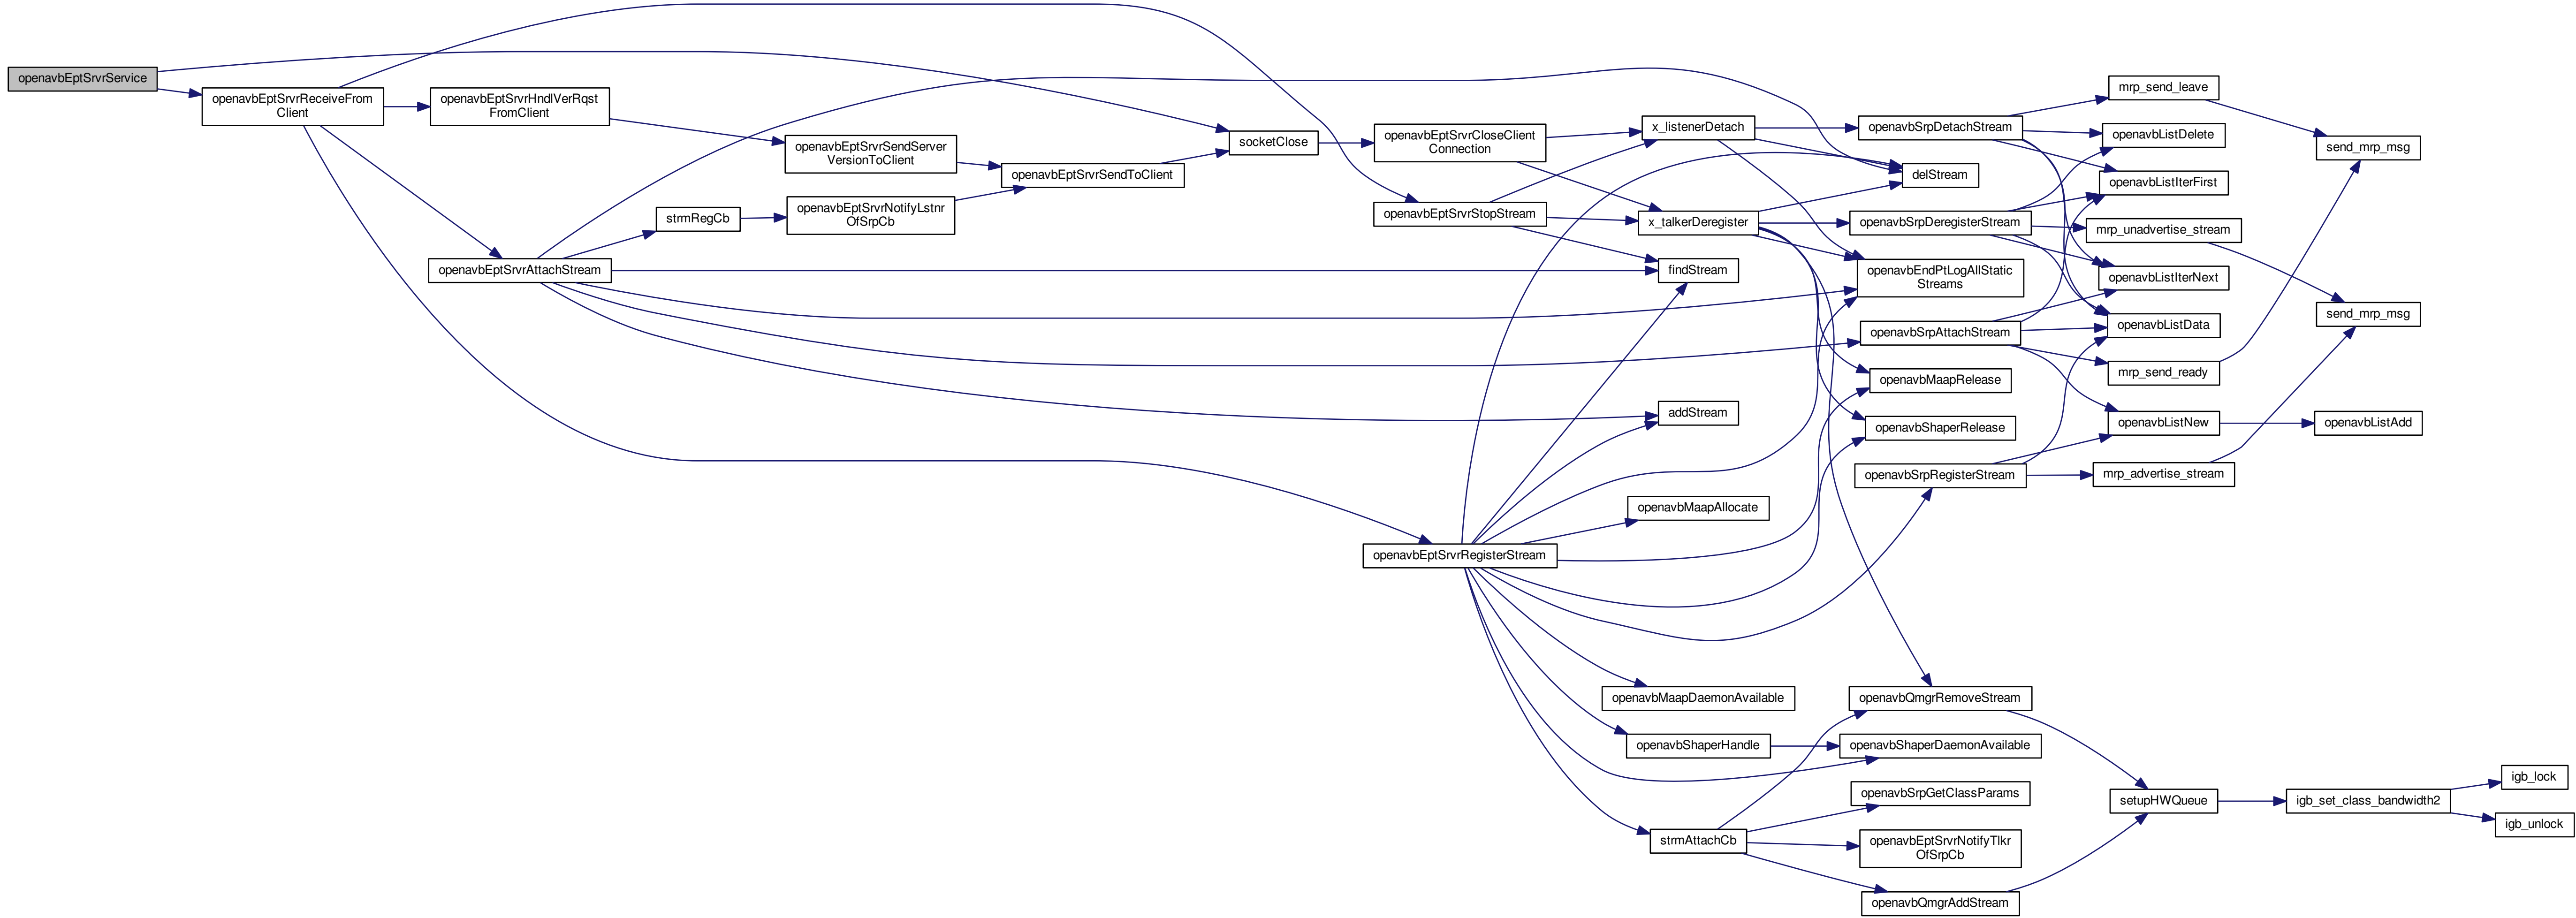 openavbEptSrvrService
openavbEptSrvrReceiveFrom
Client
openavbEptSrvrHndlVerRqst
FromClient
openavbEptSrvrAttachStream
strmRegCb
openavbEptSrvrSendServer
VersionToClient
openavbEptSrvrNotifyLstnr
OfSrpCb
openavbEptSrvrSendToClient
socketClose
openavbEptSrvrCloseClient
Connection
openavbEptSrvrStopStream
openavbEptSrvrRegisterStream
x_listenerDetach
x_talkerDeregister
findStream
addStream
openavbMaapAllocate
openavbMaapDaemonAvailable
openavbShaperHandle
strmAttachCb
openavbSrpDetachStream
delStream
openavbSrpDeregisterStream
openavbEndPtLogAllStatic
Streams
openavbSrpAttachStream
openavbMaapRelease
openavbShaperRelease
openavbSrpRegisterStream
openavbQmgrRemoveStream
openavbShaperDaemonAvailable
openavbSrpGetClassParams
openavbEptSrvrNotifyTlkr
OfSrpCb
openavbQmgrAddStream
mrp_send_leave
openavbListDelete
openavbListIterFirst
mrp_unadvertise_stream
openavbListIterNext
openavbListData
mrp_send_ready
openavbListNew
mrp_advertise_stream
setupHWQueue
send_mrp_msg
send_mrp_msg
openavbListAdd
igb_set_class_bandwidth2
igb_lock
igb_unlock